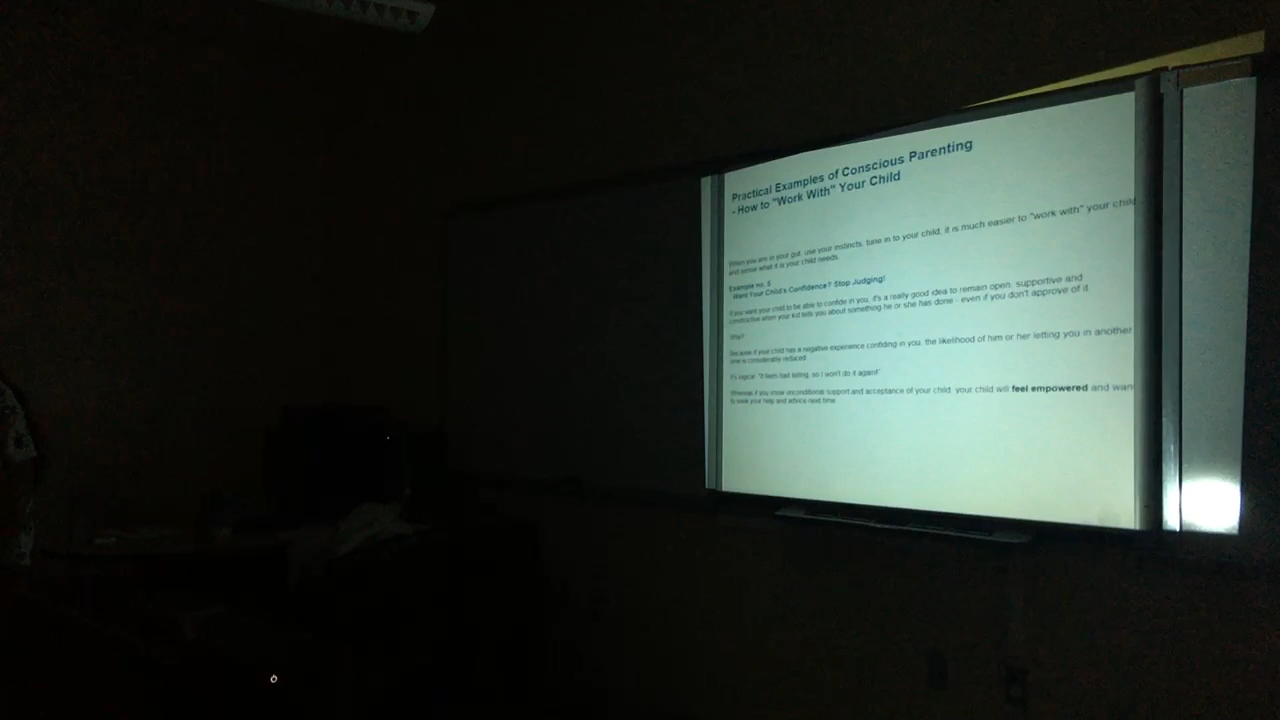 Practical Examples of Conscious Parenting
- How to "Work With" Your Child
When you are in your gut, use your instincts, tune in to your child, it is much easier to "work with" your child
and sense what it is your child needs.
Example no. 5
Want Your Child's Confidence? Stop Judging!
If you want your child to be able to confide in you, it's a really good idea to remain open, supportive and
constructive when your kid tells you about something he or she has done - even if you don't approve of it.
Why?
Because if your child has a negative experience confiding in you, the likelihood of him or her letting you in another
time is considerably reduced.
It's logical: "It feels bad telling, so I won't do it again!"
Whereas if you show unconditional support and acceptance of your child, your child will feel empowered and wan
to seek your help and advice next time.